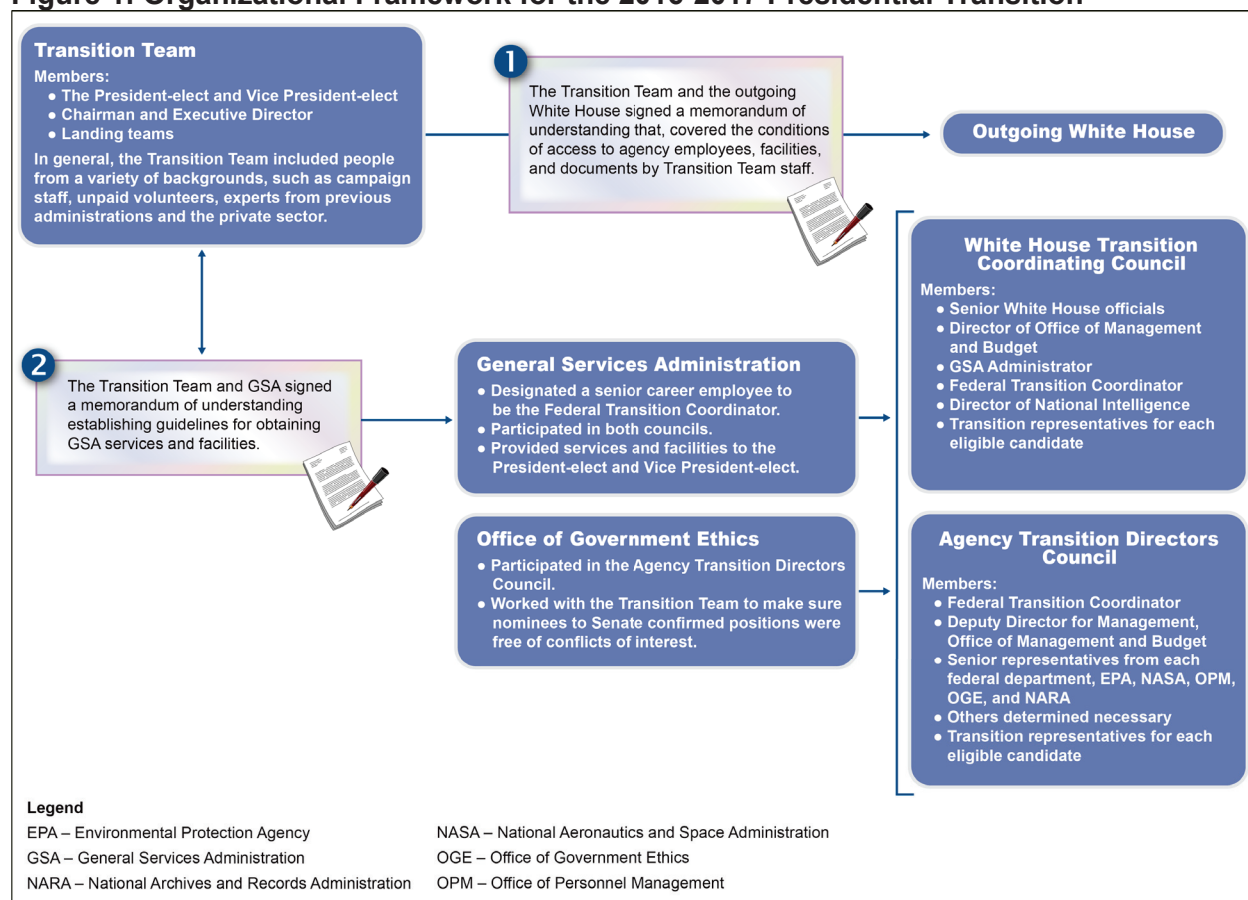 Figure 1: Organizational Framework for the 2016-2017 Presidential Transition
Transition Team
Members:
● The President-elect and Vice President-elect
● Chairman and Executive Director
● Landing teams
In general, the Transition Team included people
from a variety of backgrounds, such as campaign
staff, unpaid volunteers, experts from previous
administrations and the private sector.
1
The Transition Team and the outgoing
White House signed a memorandum of
understanding that, covered the conditions
of access to agency employees, facilities,
and documents by Transition Team staff.
Outgoing White House
2
The Transition Team and GSA signed
a memorandum of understanding
establishing guidelines for obtaining
GSA services and facilities.
General Services Administration
● Designated a senior career employee to
be the Federal Transition Coordinator.
● Participated in both councils.
● Provided services and facilities to the
President-elect and Vice President-elect.
Office of Government Ethics
● Participated in the Agency Transition Directors
Council.
● Worked with the Transition Team to make sure
nominees to Senate confirmed positions were
free of conflicts of interest.
White House Transition
Coordinating Council
Members:
● Senior White House officials
● Director of Office of Management
and Budget
● GSA Administrator
● Federal Transition Coordinator
● Director of National Intelligence
● Transition representatives for each
eligible candidate
Agency Transition Directors
Council
Members:
● Federal Transition Coordinator
● Deputy Director for Management,
Office of Management and Budget
● Senior representatives from each
federal department, EPA, NASA, OPM,
OGE, and NARA
● Others determined necessary
● Transition representatives for each
eligible candidate
Legend
EPA – Environmental Protection Agency
GSA – General Services Administration
NARA – National Archives and Records Administration
NASA – National Aeronautics and Space Administration
OGE – Office of Government Ethics
OPM – Office of Personnel Management